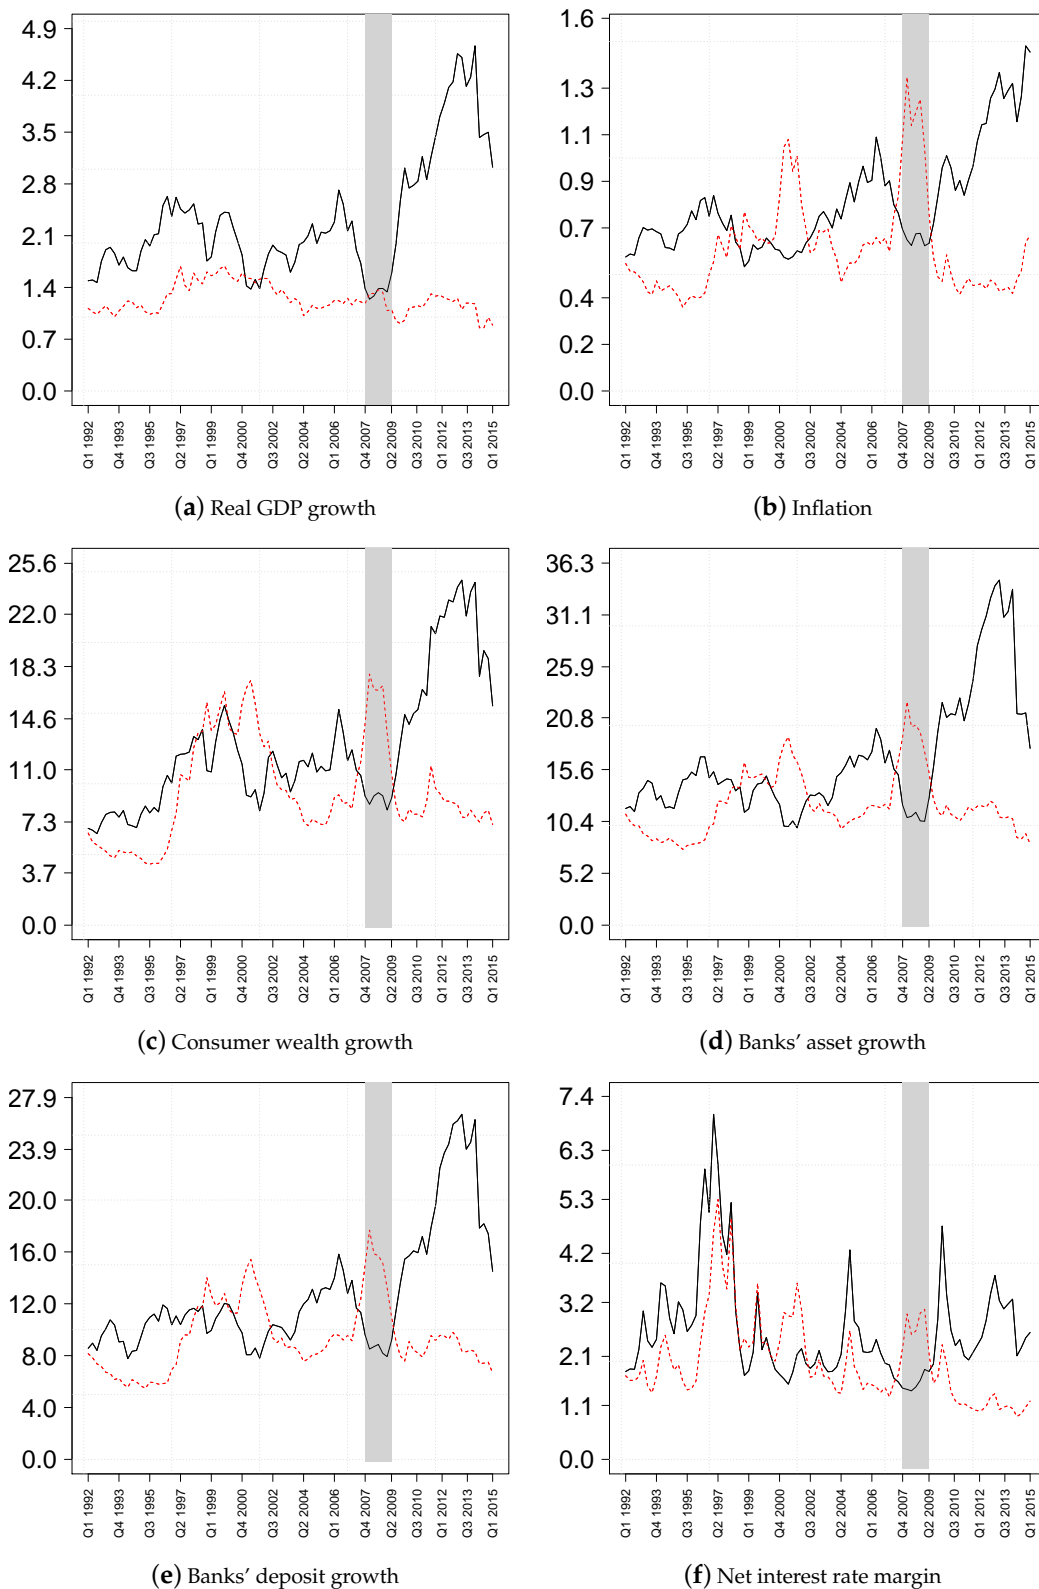 4.9
4.2
3.5
2.8
2.1
1.4
0.7
0.0
Q1 1992
Q4 1993
Q3 1995
Q2 1997
Q1 1999
Q4 2000
Q3 2002
Q2 2004
Q1 2006
Q4 2007
Q2 2009
Q3 2010
Q1 2012
Q3 2013
Q1 2015
(a) Real GDP growth
1.6
1.3
1.1
0.9
0.7
0.4
0.2
0.0
Q1 1992
Q4 1993
Q3 1995
Q2 1997
Q1 1999
Q4 2000
Q3 2002
Q2 2004
Q1 2006
Q4 2007
Q2 2009
Q3 2010
Q1 2012
Q3 2013
Q1 2015
(b) Inflation
25.6
22.0
18.3
14.6
11.0
7.3
3.7
0.0
Q1 1992
Q4 1993
Q3 1995
Q2 1997
Q1 1999
Q4 2000
Q3 2002
Q2 2004
Q1 2006
Q4 2007
Q2 2009
Q3 2010
Q1 2012
Q3 2013
Q1 2015
(c) Consumer wealth growth
36.3
31.1
25.9
20.8
15.6
10.4
5.2
0.0
Q1 1992
Q4 1993
Q3 1995
Q2 1997
Q1 1999
Q4 2000
Q3 2002
Q2 2004
Q1 2006
Q4 2007
Q2 2009
Q3 2010
Q1 2012
Q3 2013
Q1 2015
(d) Banks' asset growth
27.9
23.9
20.0
16.0
12.0
8.0
4.0
0.0
Q1 1992
Q4 1993
Q3 1995
Q2 1997
Q1 1999
Q4 2000
Q3 2002
Q2 2004
Q1 2006
Q4 2007
Q2 2009
Q3 2010
Q1 2012
Q3 2013
Q1 2015
(e) Banks' deposit growth
7.4
6.3
5.3
4.2
3.2
2.1
1.1
0.0
Q1 1992
Q4 1993
Q3 1995
Q2 1997
Q1 1999
Q4 2000
Q3 2002
Q2 2004
Q1 2006
Q4 2007
Q2 2009
Q3 2010
Q1 2012
Q3 2013
Q1 2015
(f) Net interest rate margin